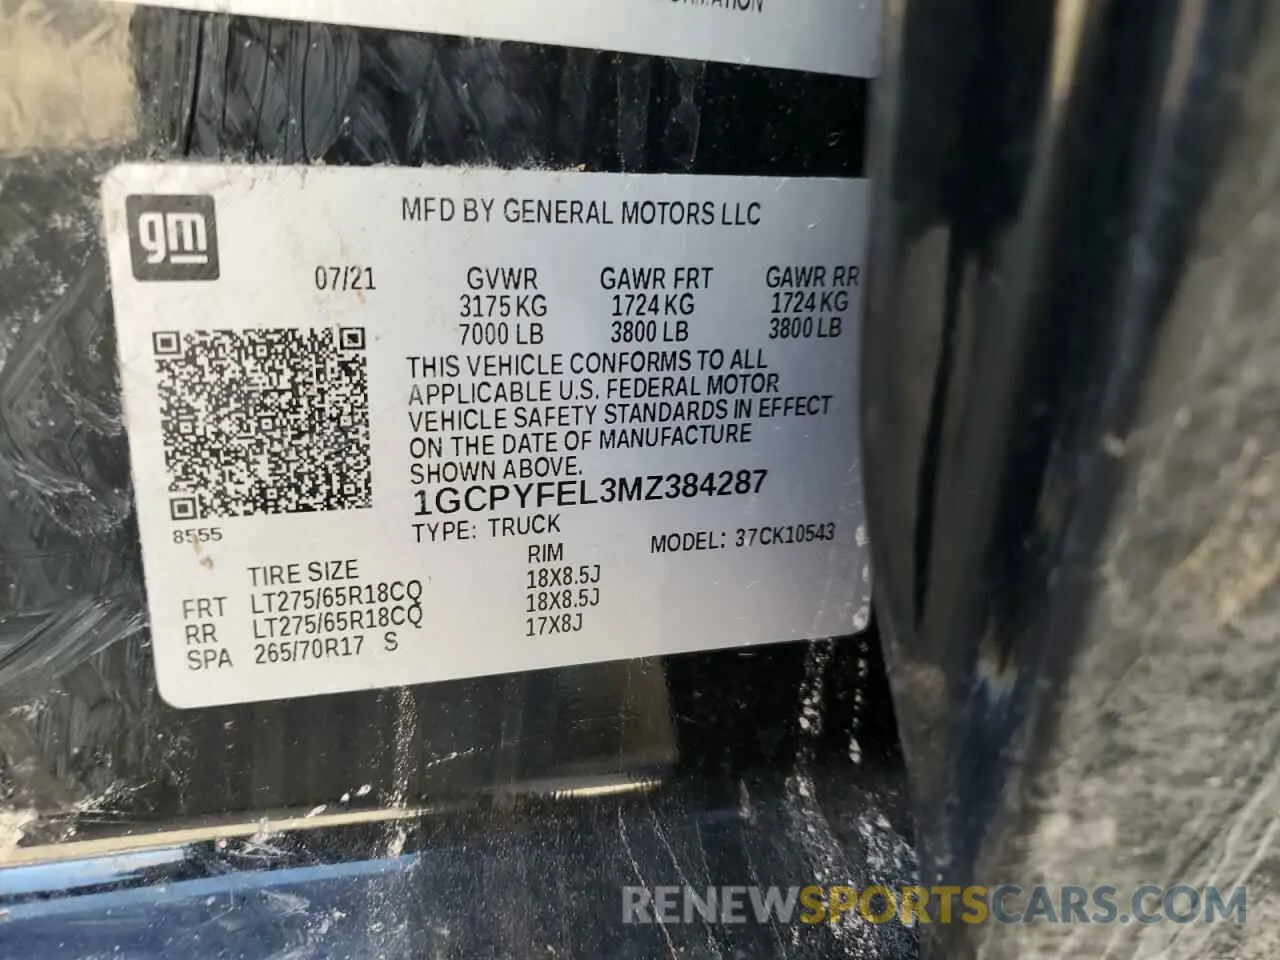 gm
MFD BY GENERAL MOTORS LLC
07/21 GVWR GAWR FRT GAWR RR
3175 KG 1724 KG 1724 KG
7000 LB 3800 LB 3800 LB
THIS VEHICLE CONFORMS TO ALL
APPLICABLE U.S. FEDERAL MOTOR
VEHICLE SAFETY STANDARDS IN EFFECT
ON THE DATE OF MANUFACTURE
SHOWN ABOVE.
1GCPYFEL3MZ384287
8555
TYPE: TRUCK MODEL: 37CK10543
TIRE SIZE RIM
FRT LT275/65R18CQ 18X8.5J
RR LT275/65R18CQ 18X8.5J
SPA 265/70R17 S 17X8J
RENEWSPORTSCARS.COM